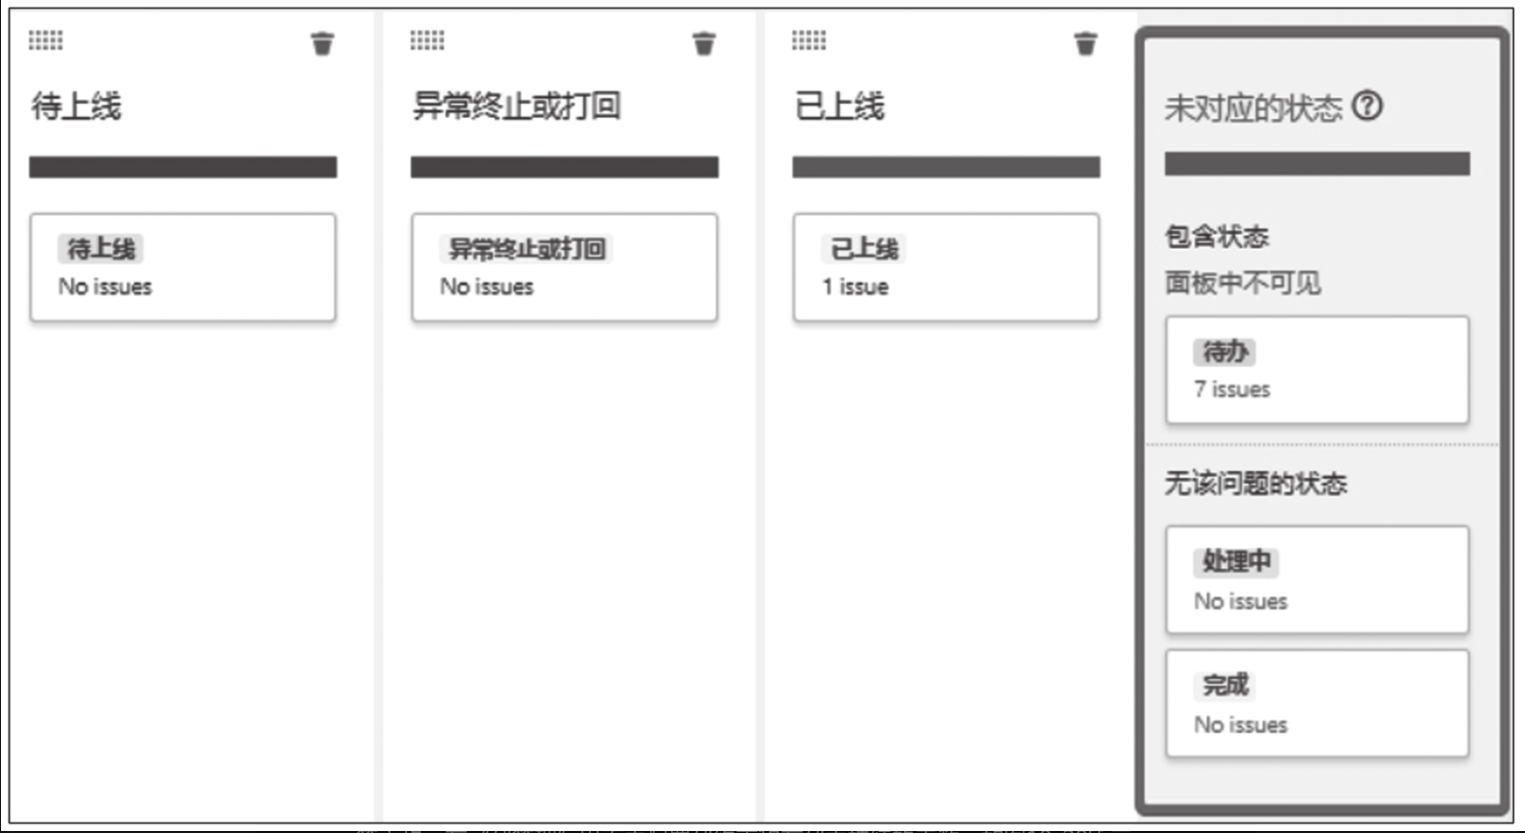 待上线
待上线
No issues
异常终止或打回
异常终止或打回
No issues
已上线
已上线
1 issue
未对应的状态 ?
包含状态
面板中不可见
待办
7 issues
无该问题的状态
处理中
No issues
完成
No issues